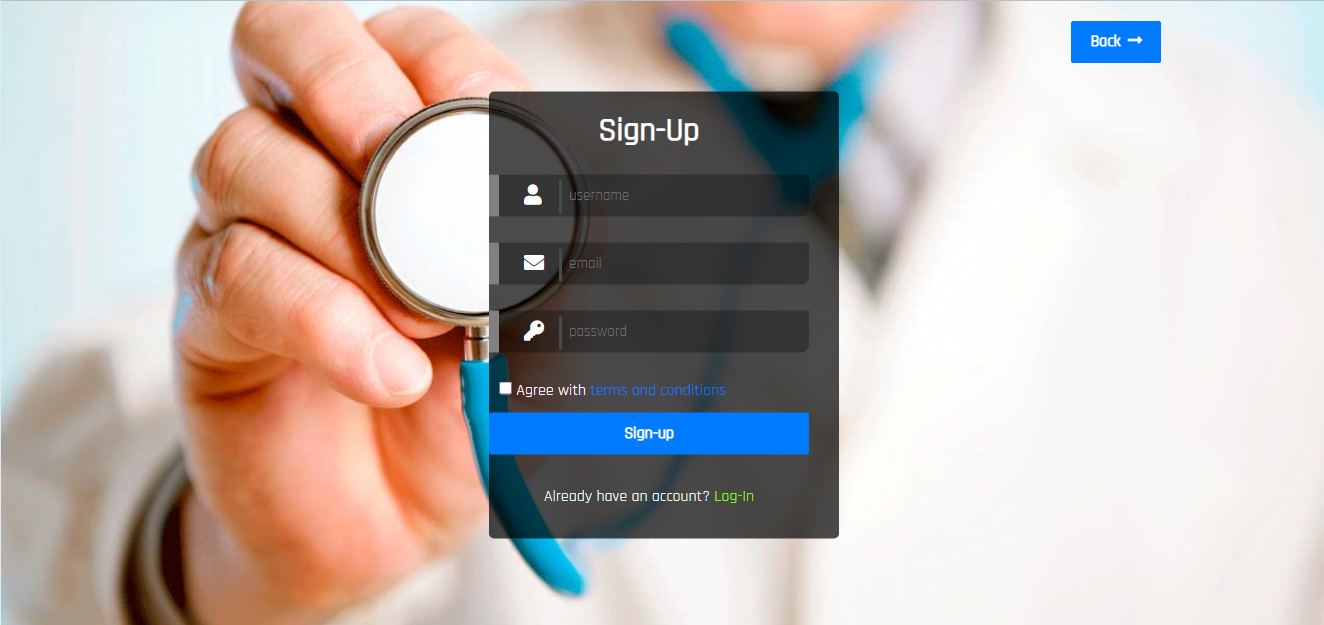 Back
Sign-Up
username
email
password
Agree with terms and conditions
Sign-up
Already have an account? Log-In